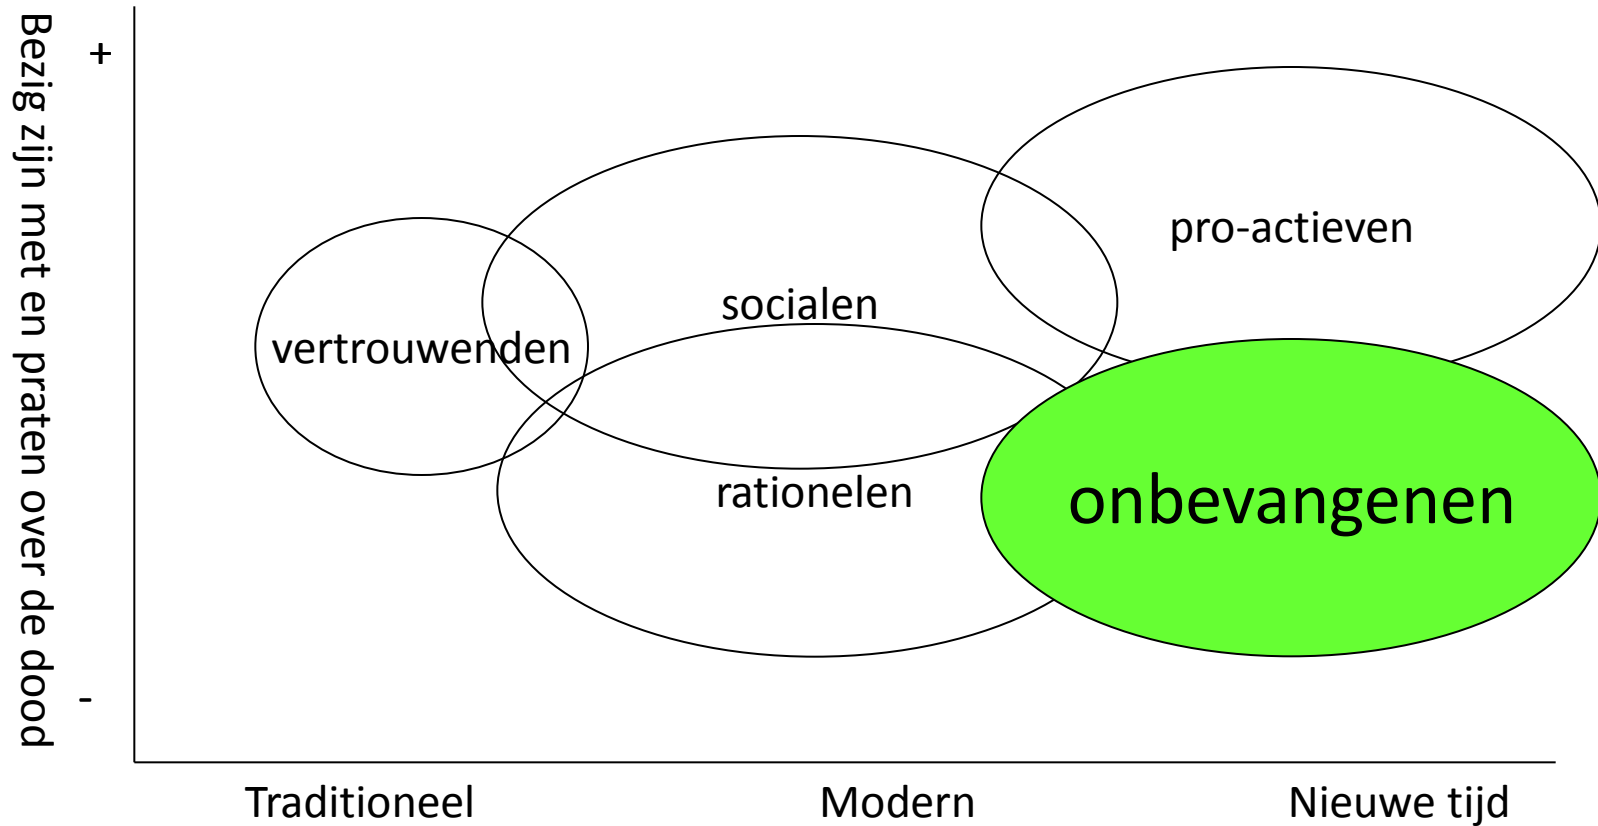 Bezig zijn met en praten over de dood
+
pro-actieven
socialen
vertrouwenden
rationelen
onbevangenen
-
Traditioneel
Modern
Nieuwe tijd